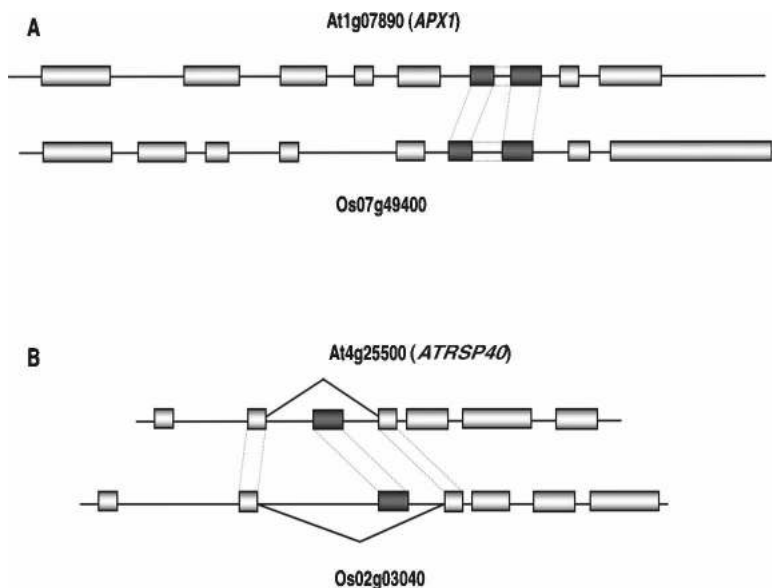 A
At1g07890 (APX1)
Os07g49400
B
At4g25500 (ATRSP40)
Os02g03040